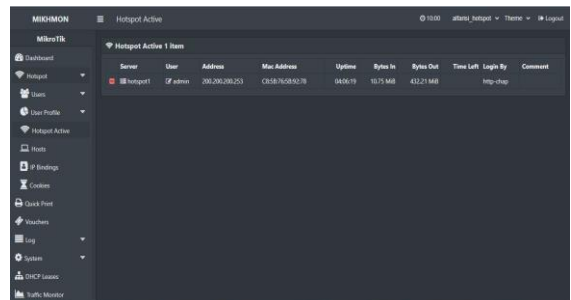 MIKHMON
Hotspot Active
10:00
alfarisi_hotspot
Theme
Logout
MikroTik
Dashboard
Hotspot
Users
User Profile
Hotspot Active
Hosts
IP Bindings
Cookies
Quick Print
Vouchers
Log
System
DHCP Leases
Traffic Monitor
Hotspot Active 1 item
Server User Address Mac Address Uptime Bytes In Bytes Out Time Left Login By Comment
hotspot1 admin 200.200.200.253 04:06:19 10.75 MiB 432.21 MiB http-chap